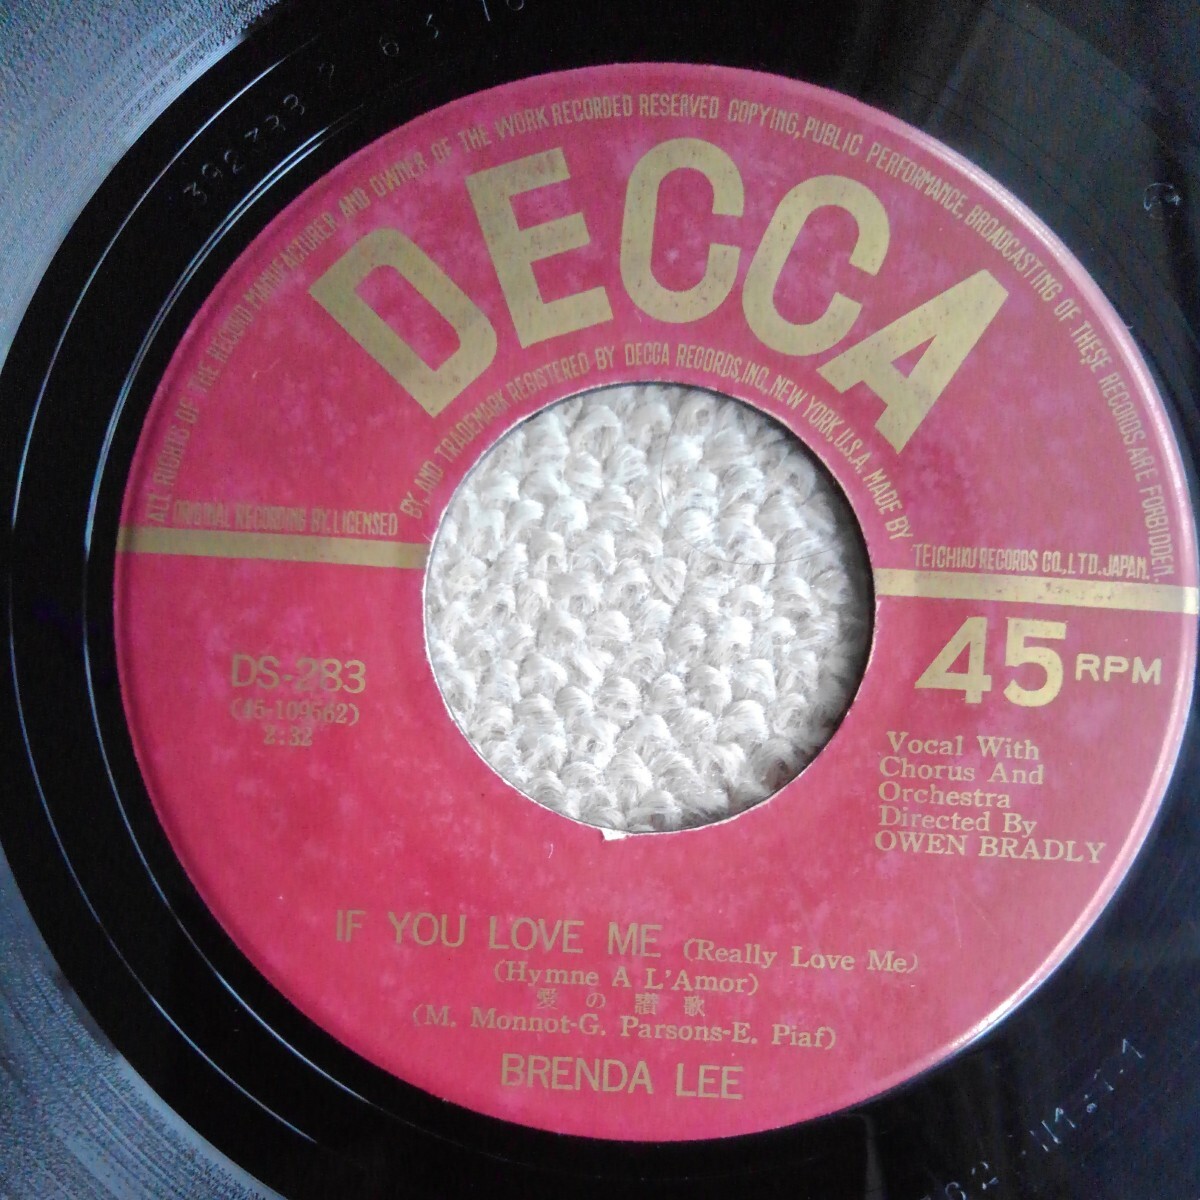 ALL RIGHTS OF THE RECORD MANUFACTURER AND OWNER OF THE WORK RECORDED RESERVED COPYING, PUBLIC PERFORMANCE, BROADCASTING OF THESE RECORDS ARE FORBIDDEN.
DECCA
ORIGINAL RECORDING BY, LICENSED
BY, AND TRADEMARK REGISTERED BY DECCA RECORDS, INC. NEW YORK, U.S.A. MADE BY
TEICHIKU RECORDS CO., LTD. JAPAN.
DS-283
(45-109562)
2:32
45 RPM
Vocal With
Chorus And
Orchestra
Directed By
OWEN BRADLY
IF YOU LOVE ME (Really Love Me)
(Hymne A L'Amor)
愛の讃歌
(M. Monnot-G. Parsons-E. Piaf)
BRENDA LEE